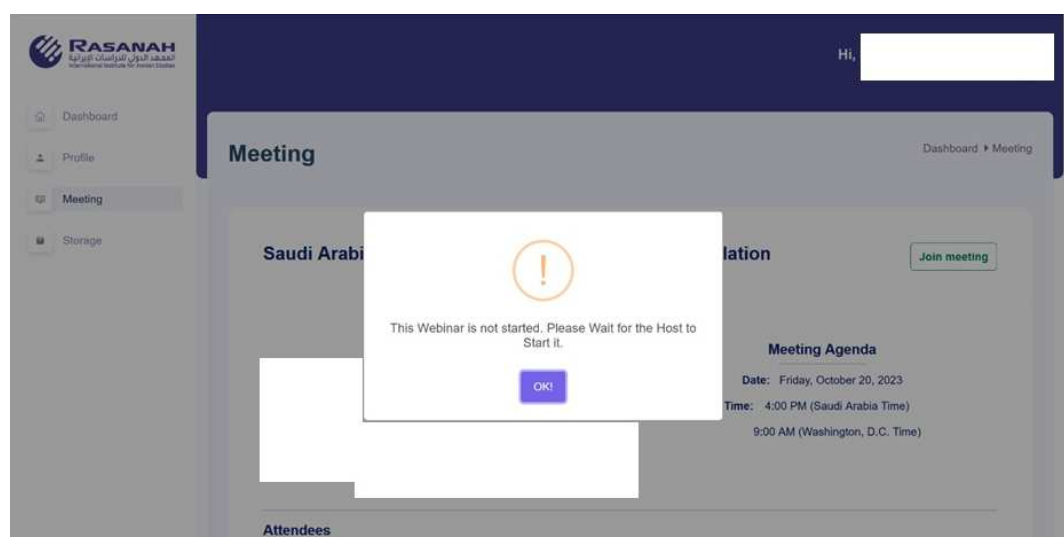 RASANAH
المعهد الدولي للدراسات الإيرانية
International Institute for Iranian Studies
Hi,
Dashboard
Profile
Meeting
Storage
Meeting
Dashboard ▸ Meeting
Saudi Arabi
lation
Join meeting
!
This Webinar is not started. Please Wait for the Host to
Start it.
OK!
Meeting Agenda
Date: Friday, October 20, 2023
Time: 4:00 PM (Saudi Arabia Time)
9:00 AM (Washington, D.C. Time)
Attendees